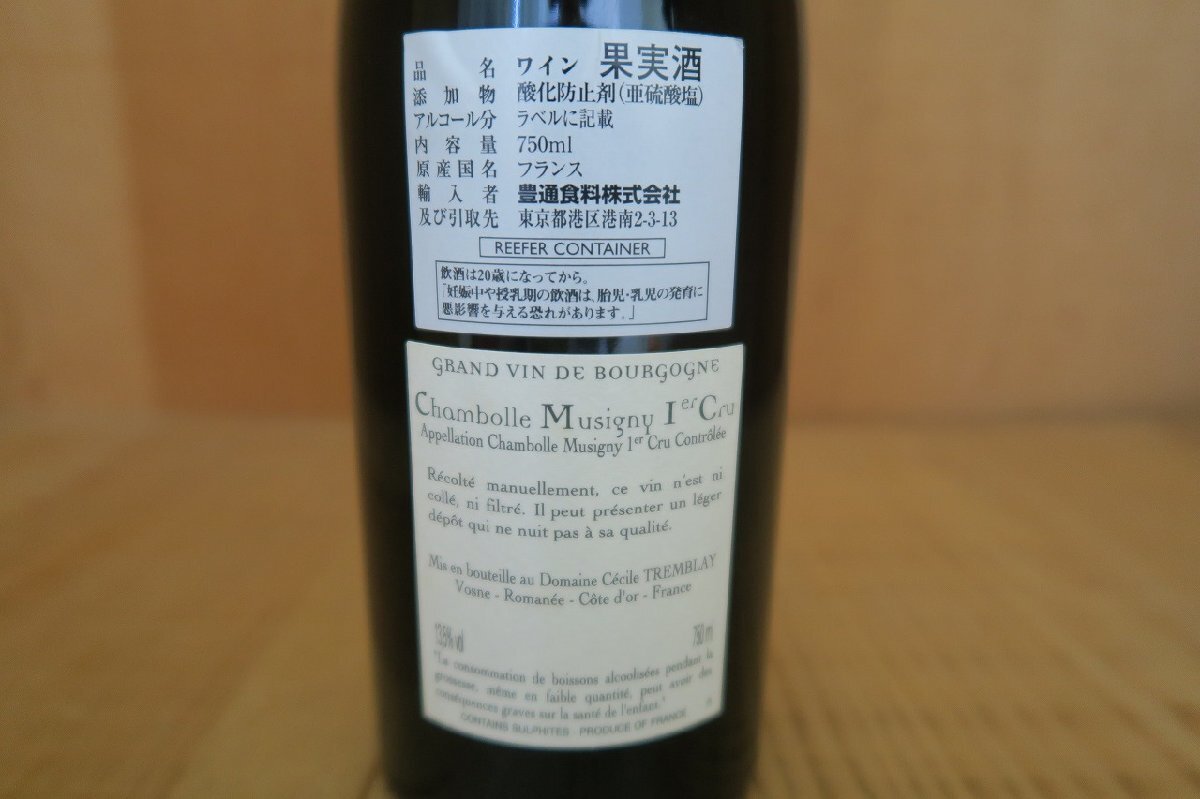 品名 ワイン 果実酒
添加物 酸化防止剤(亜硫酸塩)
アルコール分 ラベルに記載
内容量 750ml
原産国名 フランス
輸入者 豊通食料株式会社
及び引取先 東京都港区港南2-3-13
REEFER CONTAINER
飲酒は20歳になってから。
「妊娠中や授乳期の飲酒は、胎児・乳児の発育に
悪影響を与える恐れがあります。」
GRAND VIN DE BOURGOGNE
Chambolle Musigny 1er Cru
Appellation Chambolle Musigny 1er Cru Contrôlée
Récolté manuellement, ce vin n'est ni
collé, ni filtré. Il peut présenter un léger
dépôt qui ne nuit pas à sa qualité.
Mis en bouteille au Domaine Cécile TREMBLAY
Vosne - Romanée - Côte d'or - France
13,5% vol 750 ml
"La consommation de boissons alcoolisées pendant la
grossesse, même en faible quantité, peut avoir des
conséquences graves sur la santé de l'enfant."
CONTAINS SULPHITES - PRODUCE OF FRANCE